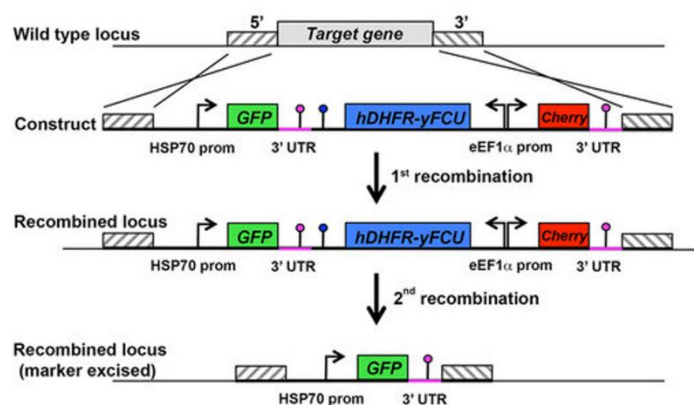 5' 3'
Wild type locus Target gene
Construct GFP hDHFR-yFCU Cherry
HSP70 prom 3' UTR eEF1α prom 3' UTR
1st recombination
Recombined locus GFP hDHFR-yFCU Cherry
HSP70 prom 3' UTR eEF1α prom 3' UTR
2nd recombination
Recombined locus
(marker excised) GFP
HSP70 prom 3' UTR